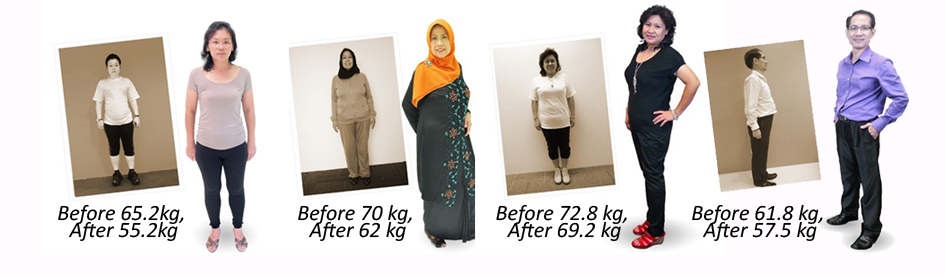 Before 65.2kg,
After 55.2kg
Before 70 kg,
After 62 kg
Before 72.8 kg,
After 69.2 kg
Before 61.8 kg,
After 57.5 kg